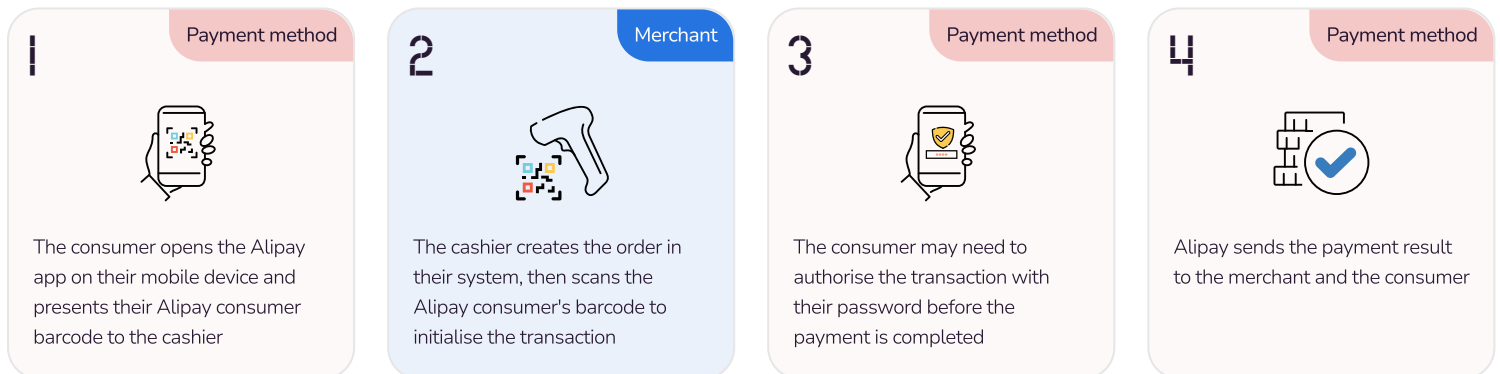 1
Payment method
The consumer opens the Alipay
app on their mobile device and
presents their Alipay consumer
barcode to the cashier
2
Merchant
The cashier creates the order in
their system, then scans the
Alipay consumer's barcode to
initialise the transaction
3
Payment method
The consumer may need to
authorise the transaction with
their password before the
payment is completed
4
Payment method
Alipay sends the payment result
to the merchant and the consumer